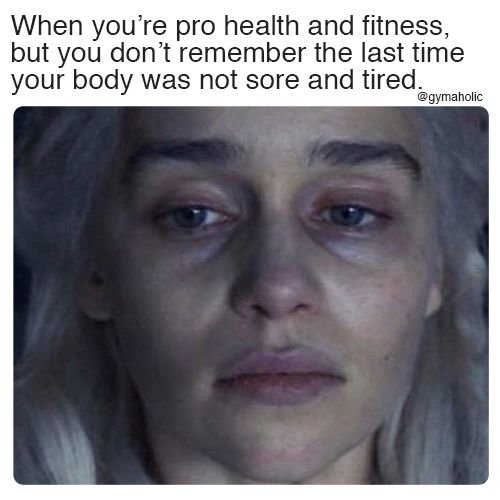 When you’re pro health and fitness,
but you don’t remember the last time
your body was not sore and tired.
@gymaholic